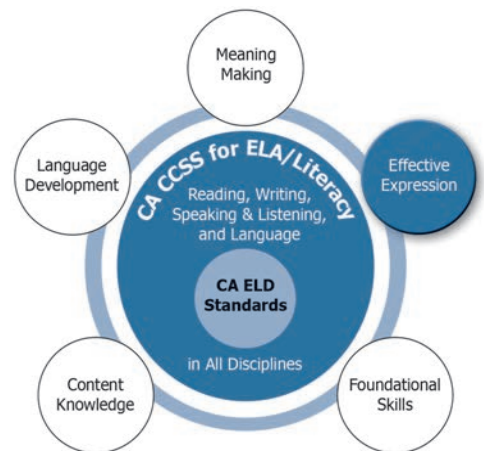 Meaning
Making
Effective
Expression
Foundational
Skills
Content
Knowledge
Language
Development
CA CCSS for ELA/Literacy
Reading, Writing,
Speaking & Listening,
and Language
CA ELD
Standards
in All Disciplines